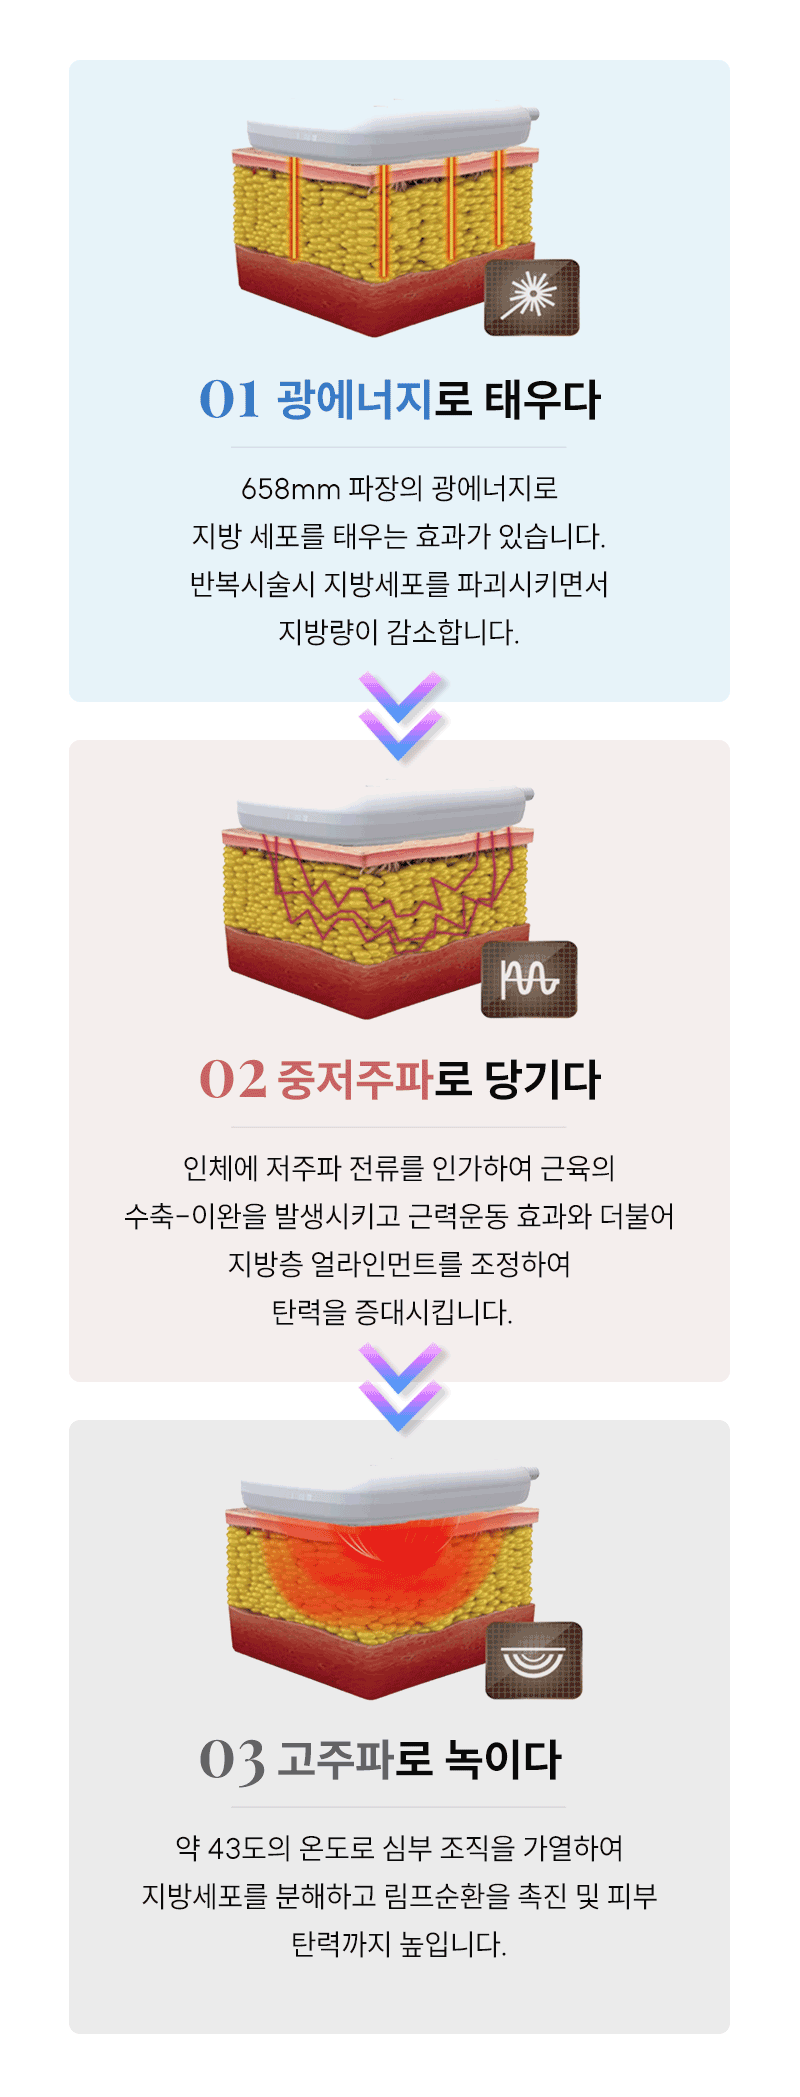 01 광에너지로 태우다
658mm 파장의 광에너지로
지방 세포를 태우는 효과가 있습니다.
반복시술시 지방세포를 파괴시키면서
지방량이 감소합니다.
02 중저주파로 당기다
인체에 저주파 전류를 인가하여 근육의
수축-이완을 발생시키고 근력운동 효과와 더불어
지방층 얼라인먼트를 조정하여
탄력을 증대시킵니다.
03 고주파로 녹이다
약 43도의 온도로 심부 조직을 가열하여
지방세포를 분해하고 림프순환을 촉진 및 피부
탄력까지 높입니다.